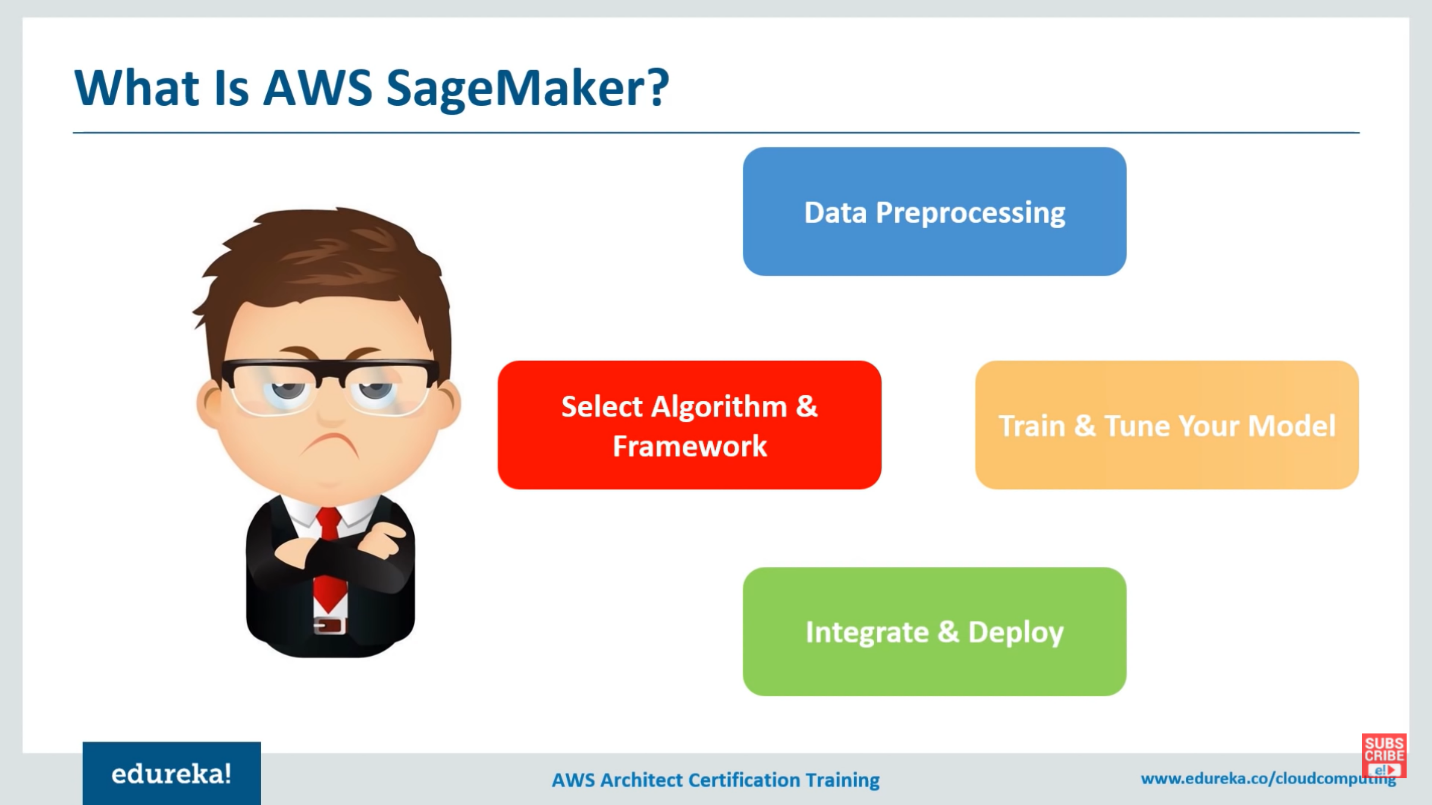 What Is AWS SageMaker?
Data Preprocessing
Select Algorithm &
Framework
Train & Tune Your Model
Integrate & Deploy
edureka!
AWS Architect Certification Training
www.edureka.co/cloudcomputing
SUBS
CRIBE
e!